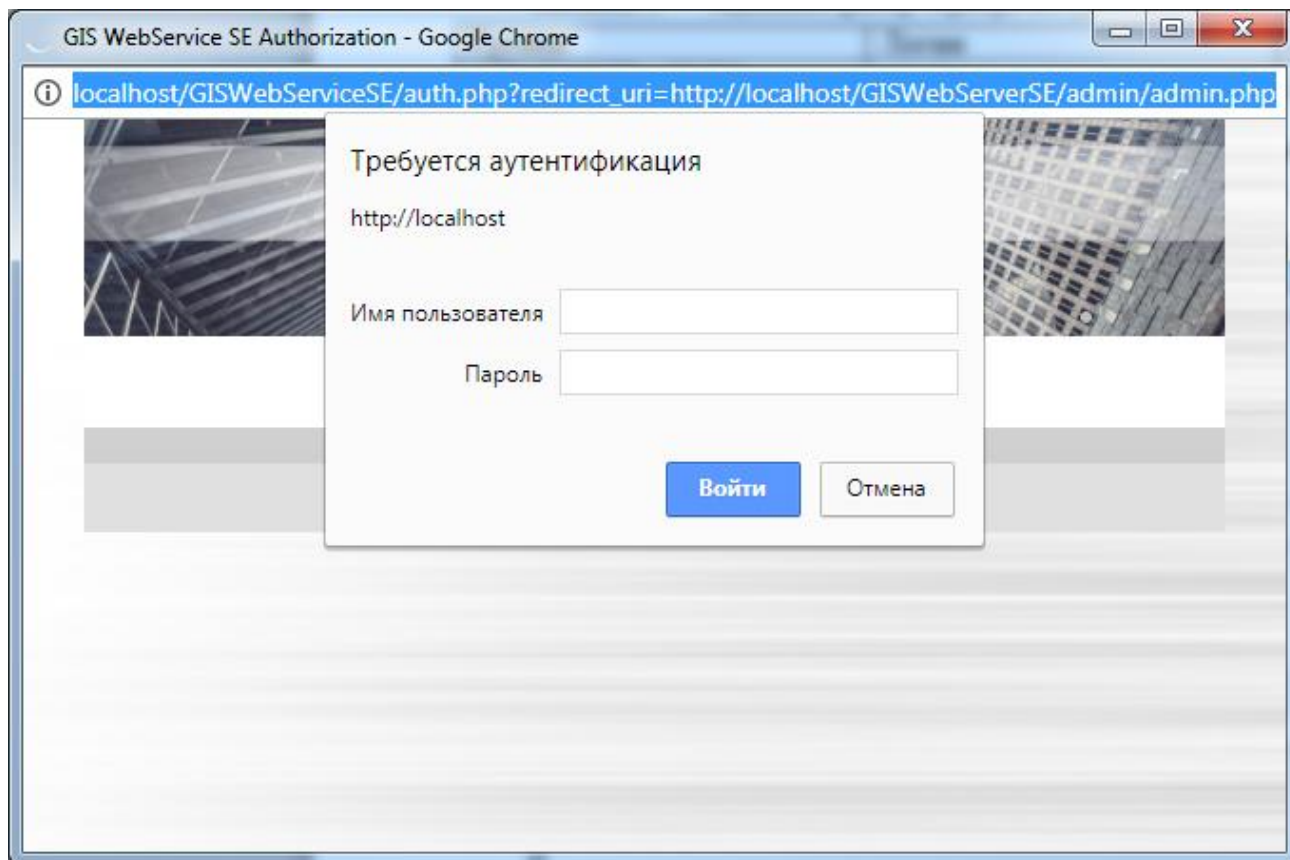 GIS WebService SE Authorization - Google Chrome
localhost/GISWebServiceSE/auth.php?redirect_uri=http://localhost/GISWebServerSE/admin/admin.php
Требуется аутентификация
http://localhost
Имя пользователя
Пароль
Войти
Отмена